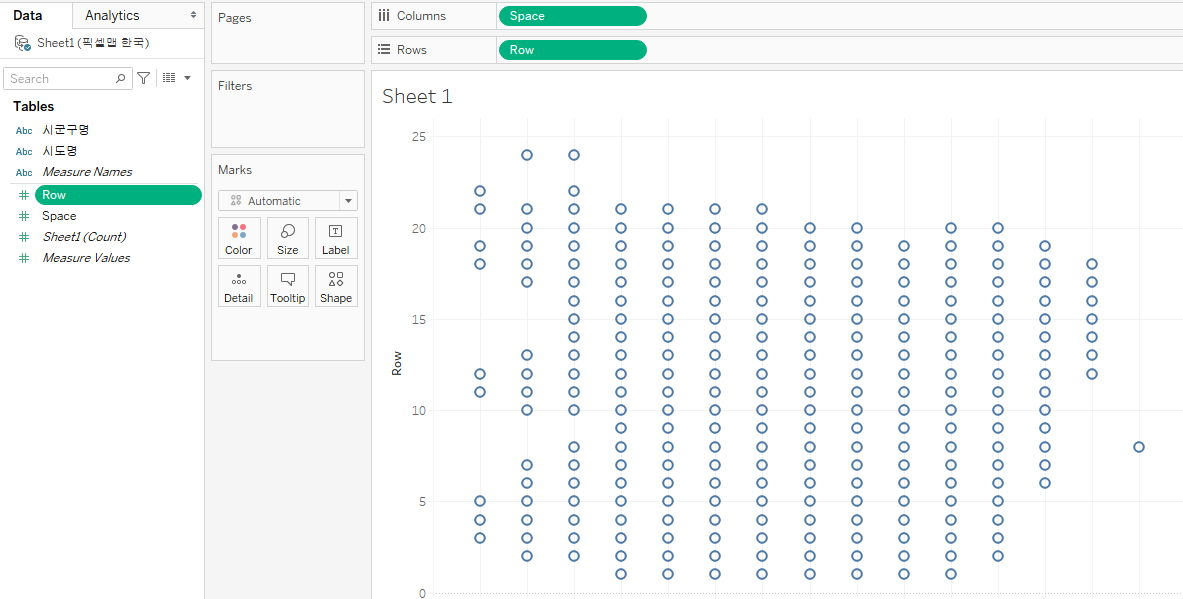 Data
Analytics
Sheet1 (픽셀맵 한국)
Search
Tables
Abc 시군구명
Abc 시도명
Abc Measure Names
Row
Space
Sheet1 (Count)
Measure Values
Pages
Filters
Marks
Automatic
Color Size Label
Detail Tooltip Shape
Columns Space
Rows Row
Sheet 1
25
20
15
10
5
0
Row